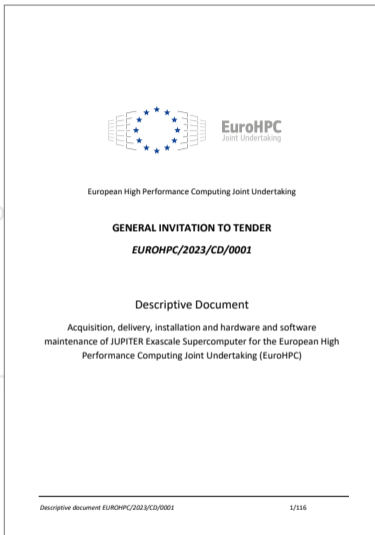 EuroHPC
Joint Undertaking
European High Performance Computing Joint Undertaking
GENERAL INVITATION TO TENDER
EUROHPC/2023/CD/0001
Descriptive Document
Acquisition, delivery, installation and hardware and software
maintenance of JUPITER Exascale Supercomputer for the European High
Performance Computing Joint Undertaking (EuroHPC)
Descriptive document EUROHPC/2023/CD/0001 1/116